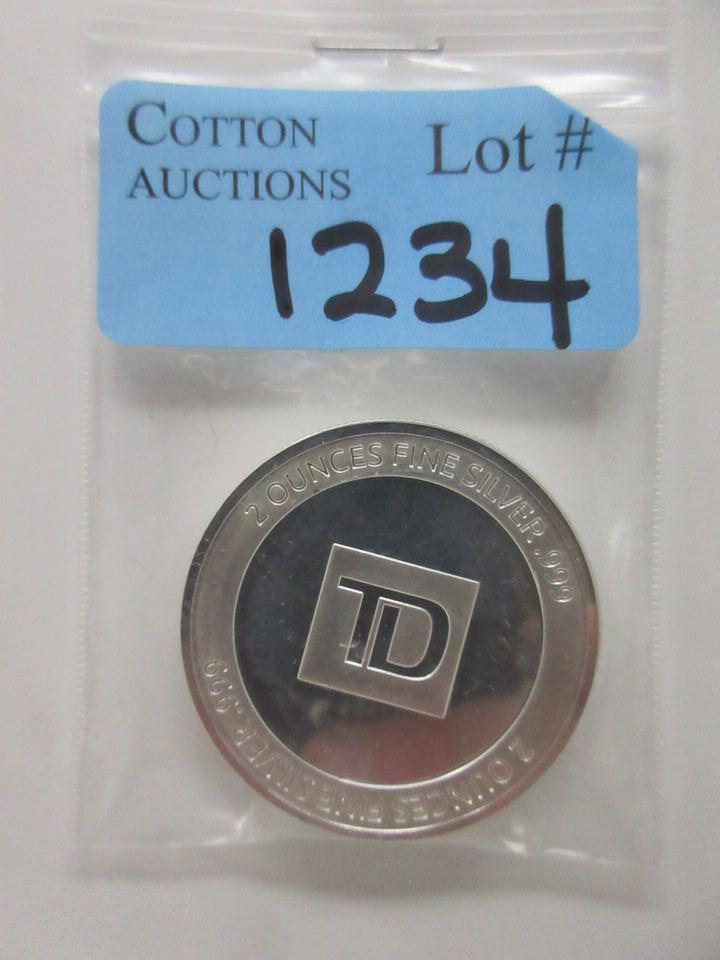 COTTON
AUCTIONS
Lot #
1234
2 OUNCES FINE SILVER .999
TD
2 OUNCES FINE SILVER .999